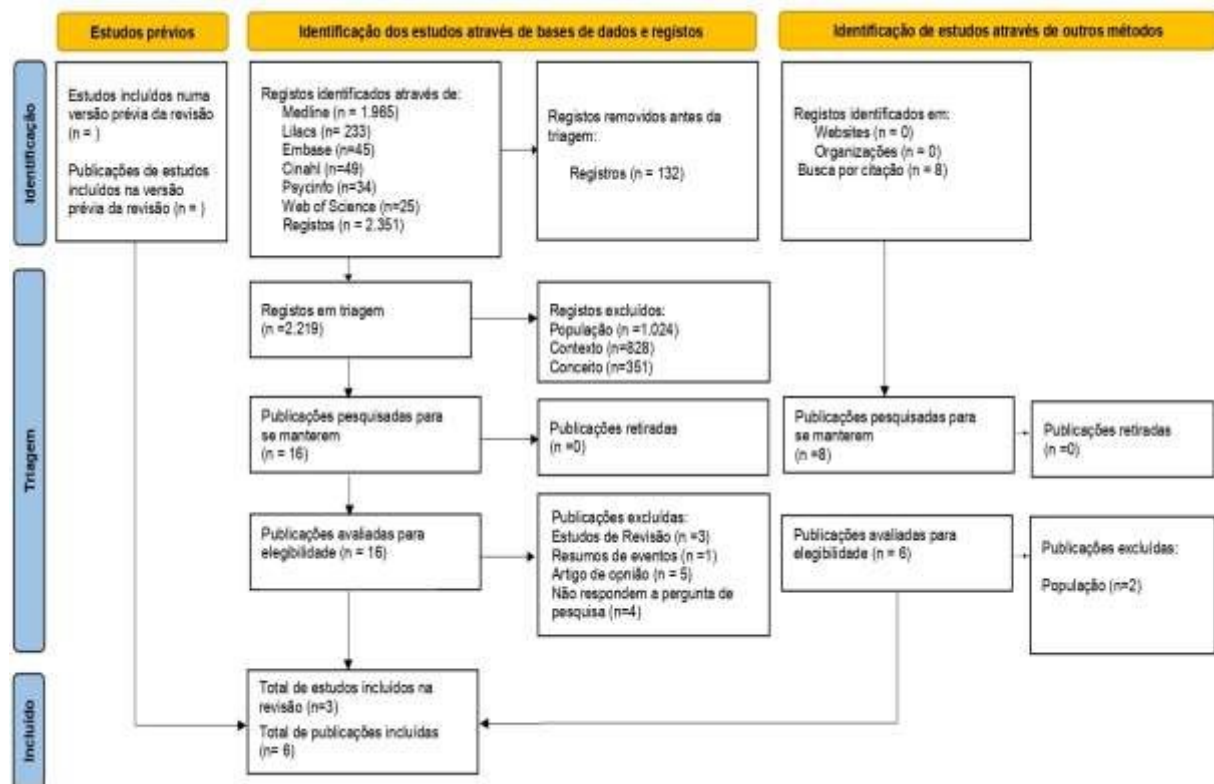 Estudos prévios
Identificação dos estudos através de bases de dados e registos
Identificação de estudos através de outros métodos
Identificação
Estudos incluídos numa
versão prévia da revisão
(n = )
Publicações de estudos
incluídos na versão
prévia da revisão (n = )
Registos identificados através de:
Medline (n = 1.965)
Lilacs (n= 233)
Embase (n=45)
Cinahl (n=49)
Psycinfo (n=34)
Web of Science (n=25)
Registos (n = 2.351)
Registos removidos antes da
triagem:
Registros (n = 132)
Registos identificados em:
Websites (n = 0)
Organizações (n = 0)
Busca por citação (n = 8)
Triagem
Registos em triagem
(n =2.219)
Registos excluídos:
População (n =1.024)
Contexto (n=828)
Conceito (n=351)
Publicações pesquisadas para
se manterem
(n = 16)
Publicações retiradas
(n =0)
Publicações pesquisadas para
se manterem
(n =8)
Publicações retiradas
(n =0)
Publicações avaliadas para
elegibilidade (n = 16)
Publicações excluídas:
Estudos de Revisão (n =3)
Resumos de eventos (n =1)
Artigo de opnião (n = 5)
Não respondem a pergunta de
pesquisa (n=4)
Publicações avaliadas para
elegibilidade (n = 6)
Publicações excluídas:
População (n=2)
Incluído
Total de estudos incluídos na
revisão (n=3)
Total de publicações incluídas
(n= 6)